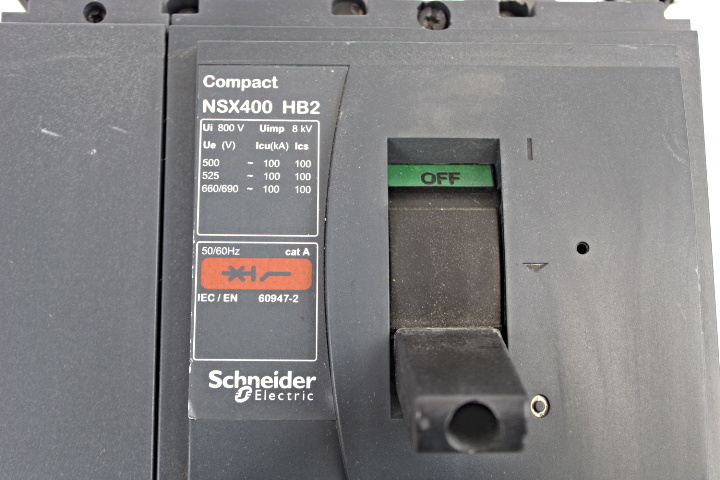 Compact
NSX400 HB2
Ui 800 V Uimp 8 kV
Ue (V) Icu(kA) Ics
500 ~ 100 100
525 ~ 100 100
660/690 ~ 100 100
50/60Hz cat A
IEC / EN 60947-2
Schneider
Electric
OFF